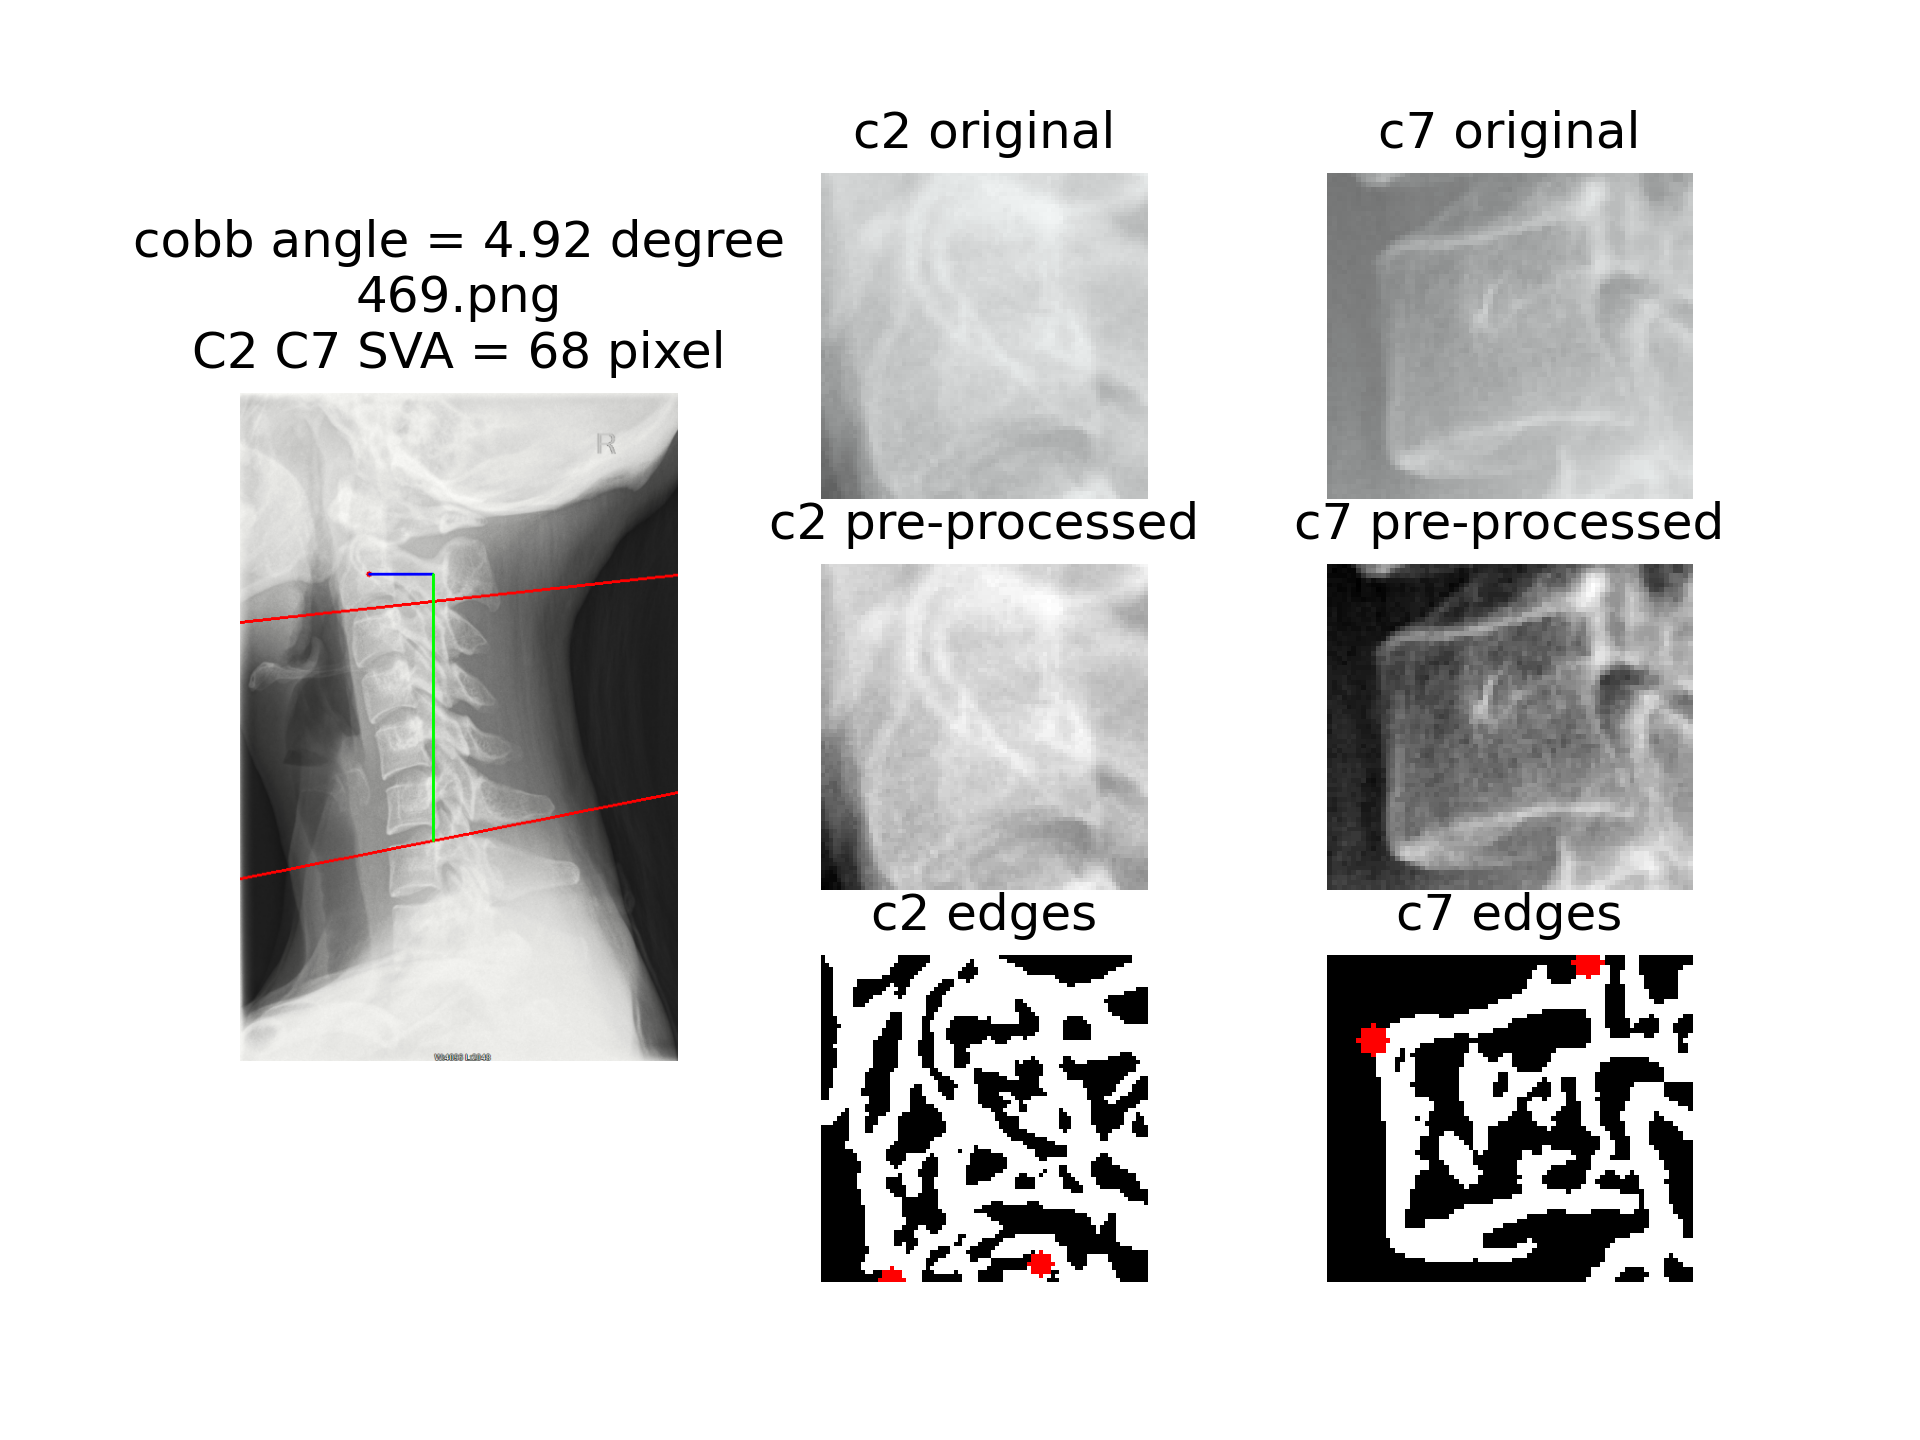 cobb angle = 4.92 degree
469.png
C2 C7 SVA = 68 pixel
R
c2 original
c7 original
c2 pre-processed
c7 pre-processed
c2 edges
c7 edges